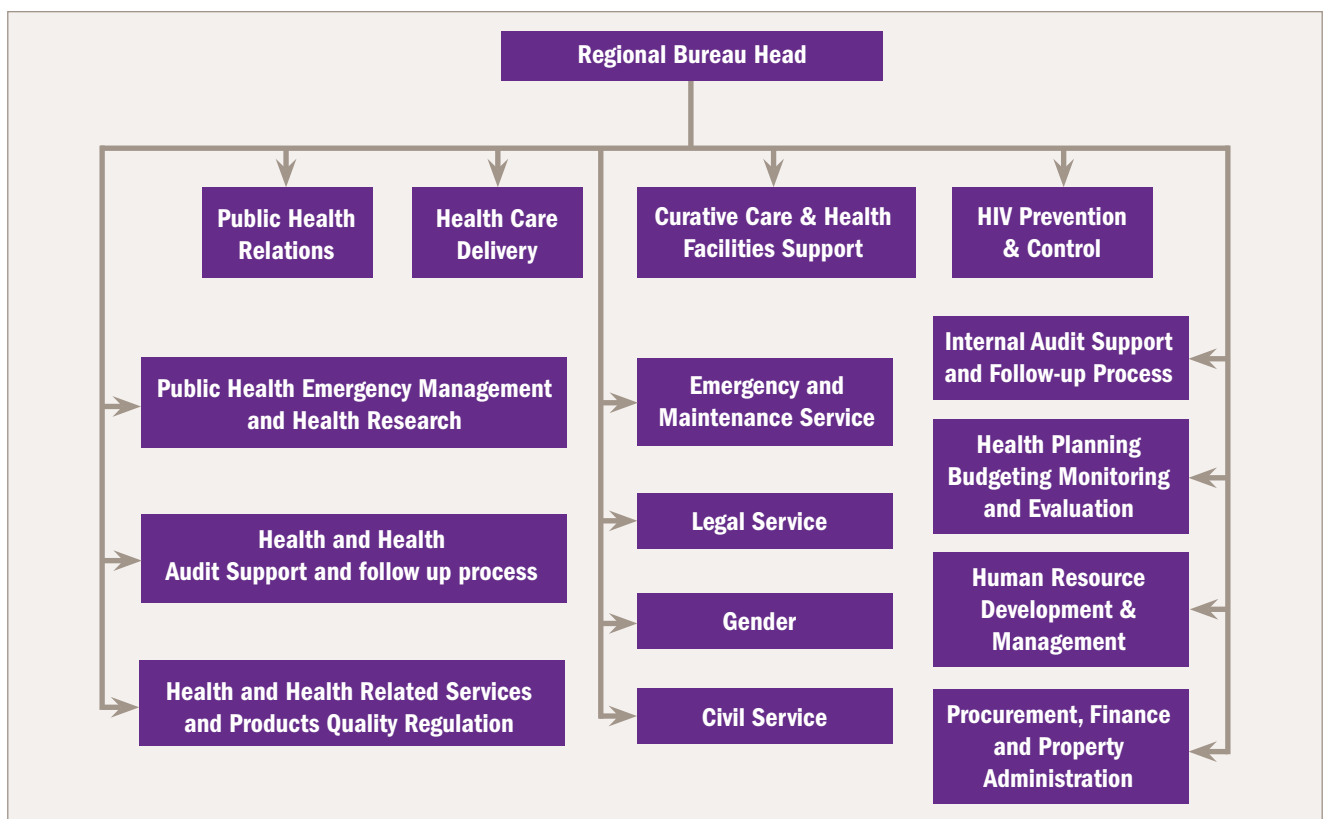 Regional Bureau Head
Public Health
Relations
Health Care
Delivery
Curative Care & Health
Facilities Support
HIV Prevention
& Control
Public Health Emergency Management
and Health Research
Health and Health
Audit Support and follow up process
Health and Health Related Services
and Products Quality Regulation
Emergency and
Maintenance Service
Legal Service
Gender
Civil Service
Internal Audit Support
and Follow-up Process
Health Planning
Budgeting Monitoring
and Evaluation
Human Resource
Development &
Management
Procurement, Finance
and Property
Administration